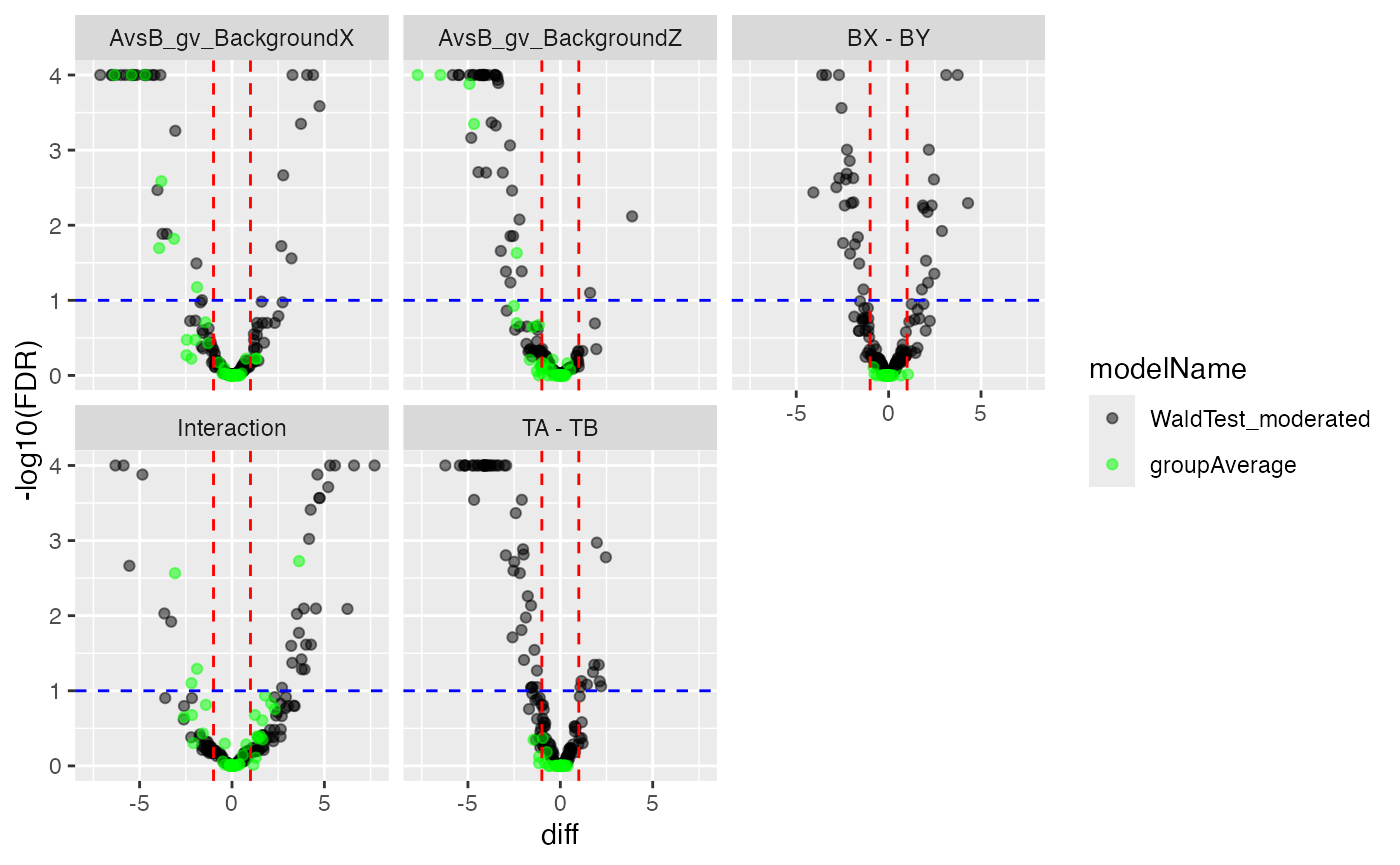 AvsB_gv_BackgroundX AvsB_gv_BackgroundZ BX - BY
4
3
2
1
0
-5 0 5
Interaction TA - TB
4
3
2
1
0
-5 0 5 -5 0 5
-log10(FDR)
diff
modelName
WaldTest_moderated
groupAverage